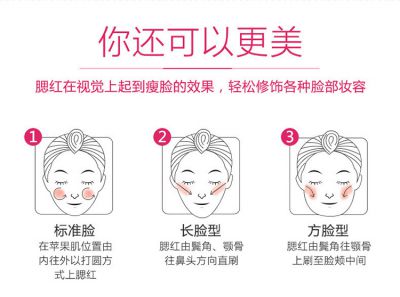 你还可以更美
腮红在视觉上起到瘦脸的效果，轻松修饰各种脸部妆容
1
2
3
标准脸
在苹果肌位置由
内往外以打圆方
式上腮红
长脸型
腮红由鬓角、颚骨
往鼻头方向直刷
方脸型
腮红由鬓角往颚骨
上刷至脸颊中间